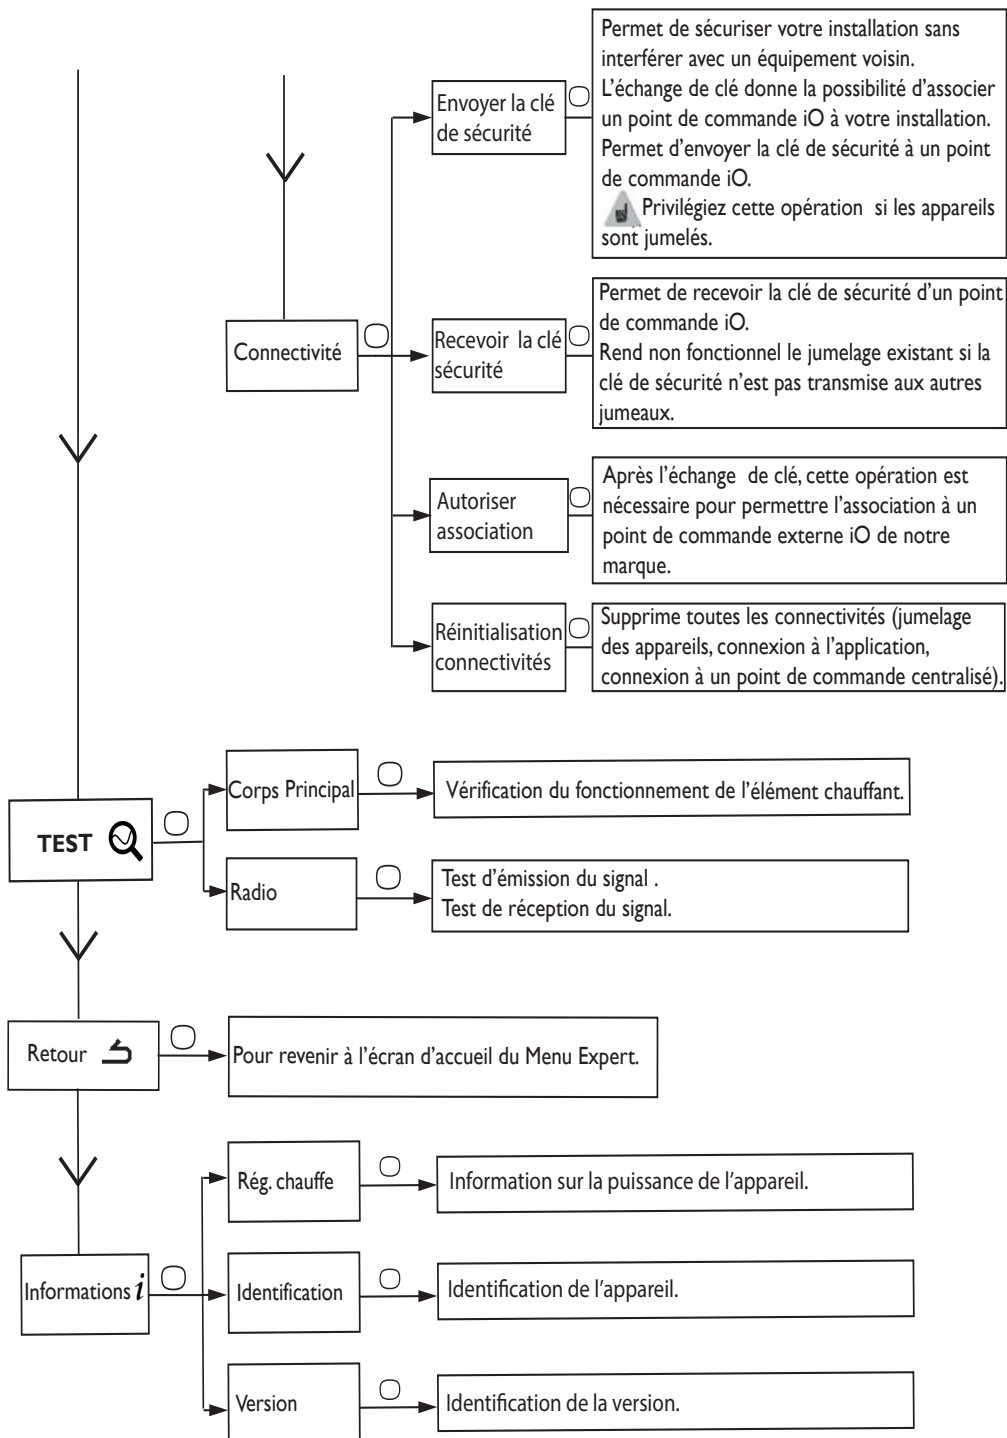 Permet de sécuriser votre installation sans
interférer avec un équipement voisin.
L'échange de clé donne la possibilité d'associer
un point de commande iO à votre installation.
Permet d'envoyer la clé de sécurité à un point
de commande iO.
Privilégiez cette opération si les appareils
sont jumelés.
Envoyer la clé
de sécurité
Connectivité
Recevoir la clé
sécurité
Permet de recevoir la clé de sécurité d'un point
de commande iO.
Rend non fonctionnel le jumelage existant si la
clé de sécurité n'est pas transmise aux autres
jumeaux.
Autoriser
association
Après l'échange de clé, cette opération est
nécessaire pour permettre l'association à un
point de commande externe iO de notre
marque.
Réinitialisation
connectivités
Supprime toutes les connectivités (jumelage
des appareils, connexion à l'application,
connexion à un point de commande centralisé).
TEST
Corps Principal
Vérification du fonctionnement de l'élément chauffant.
Radio
Test d'émission du signal .
Test de réception du signal.
Retour
Pour revenir à l'écran d'accueil du Menu Expert.
Informations i
Rég. chauffe
Information sur la puissance de l'appareil.
Identification
Identification de l'appareil.
Version
Identification de la version.